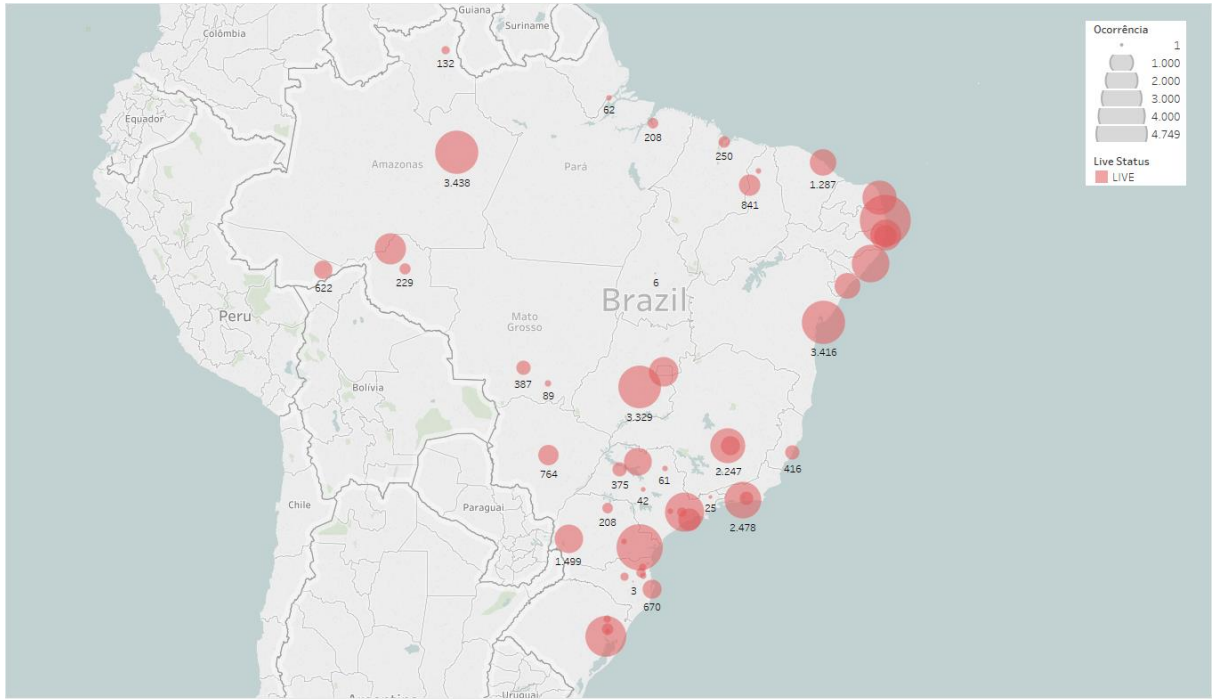 Guiana
Suriname
Colômbia
132
Equador
62
208
Amazonas
3.438
Pará
250
841
1.287
622
229
6
Brazil
Peru
Mato
Grosso
3.416
387
89
Bolívia
3.329
764
375
61
42
2.247
416
Chile
Paraguai
208
25
2.478
1.499
3
670
Uruguai
Ocorrência
1
1.000
2.000
3.000
4.000
4.749
Live Status
LIVE